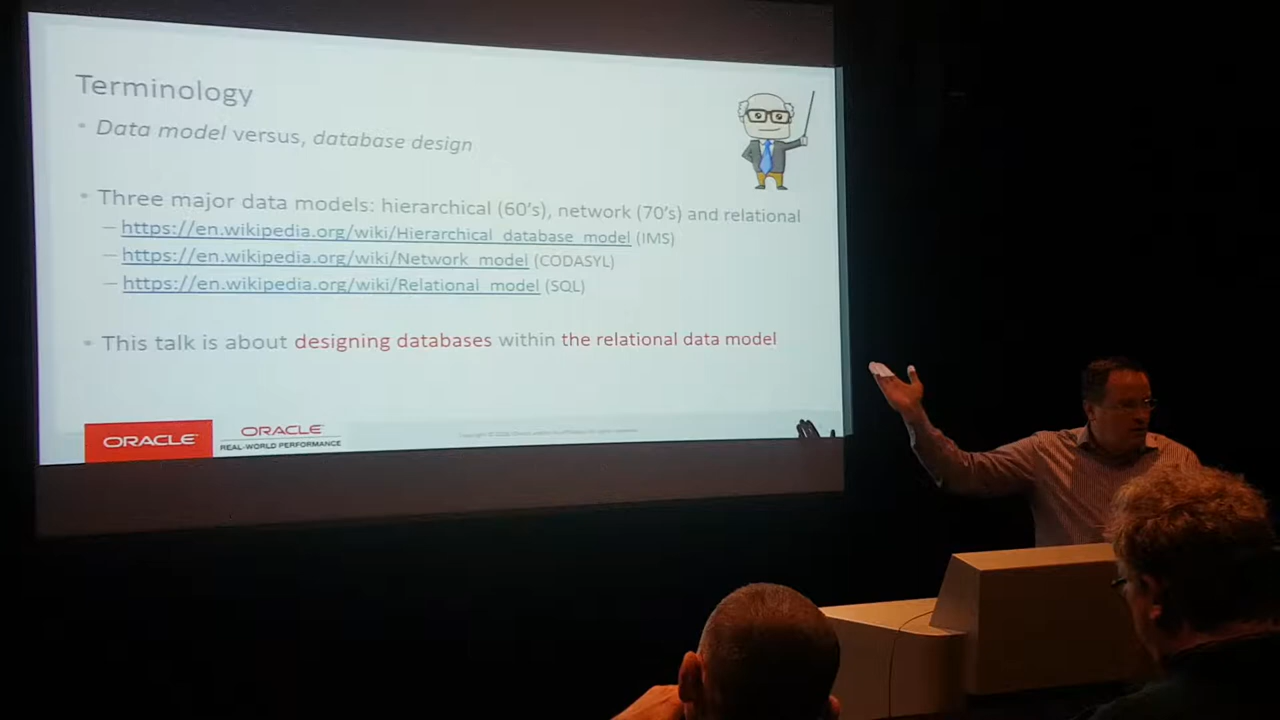 Terminology
• Data model versus, database design
• Three major data models: hierarchical (60's), network (70's) and relational
– https://en.wikipedia.org/wiki/Hierarchical_database_model (IMS)
– https://en.wikipedia.org/wiki/Network_model (CODASYL)
– https://en.wikipedia.org/wiki/Relational_model (SQL)
• This talk is about designing databases within the relational data model
ORACLE
ORACLE
REAL-WORLD PERFORMANCE